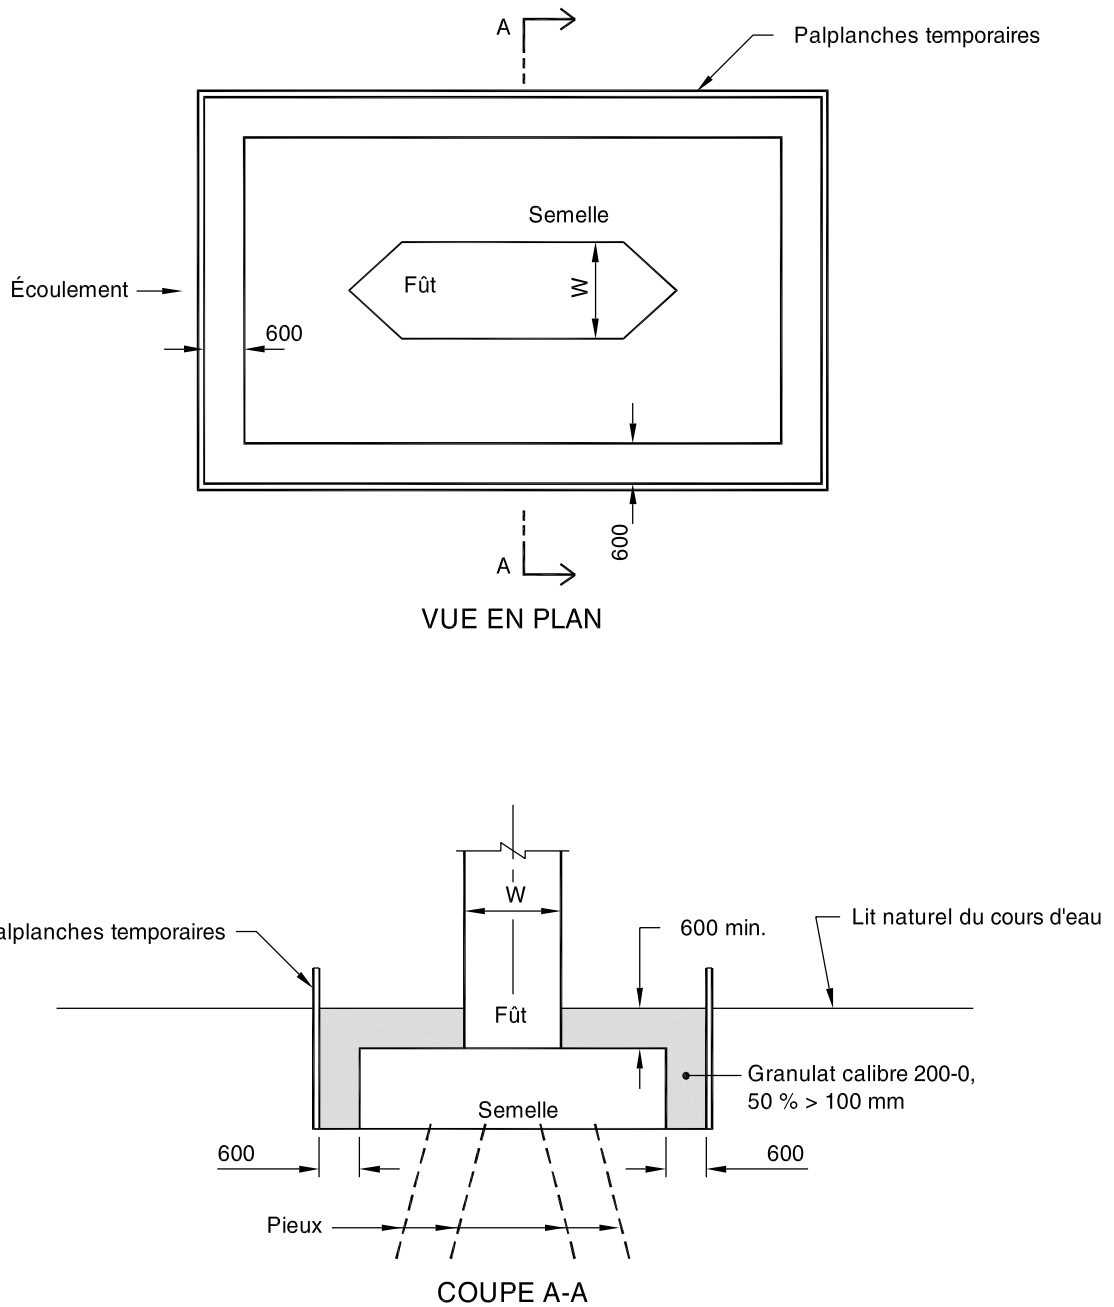 A
Palplanches temporaires
Semelle
Écoulement
Fût
W
600
600
A
VUE EN PLAN
W
Lit naturel du cours d'eau
600 min.
alplanches temporaires
Fût
Granulat calibre 200-0,
50 % > 100 mm
Semelle
600
600
Pieux
COUPE A-A